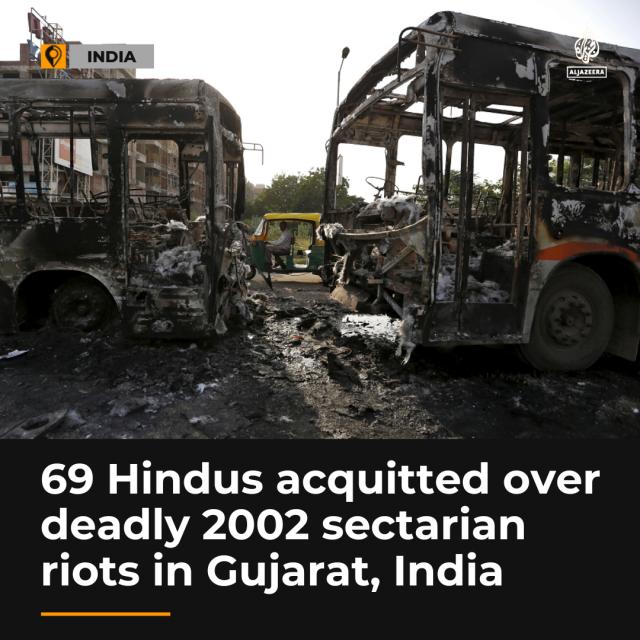 INDIA
ALJAZEERA
69 Hindus acquitted over
deadly 2002 sectarian
riots in Gujarat, India